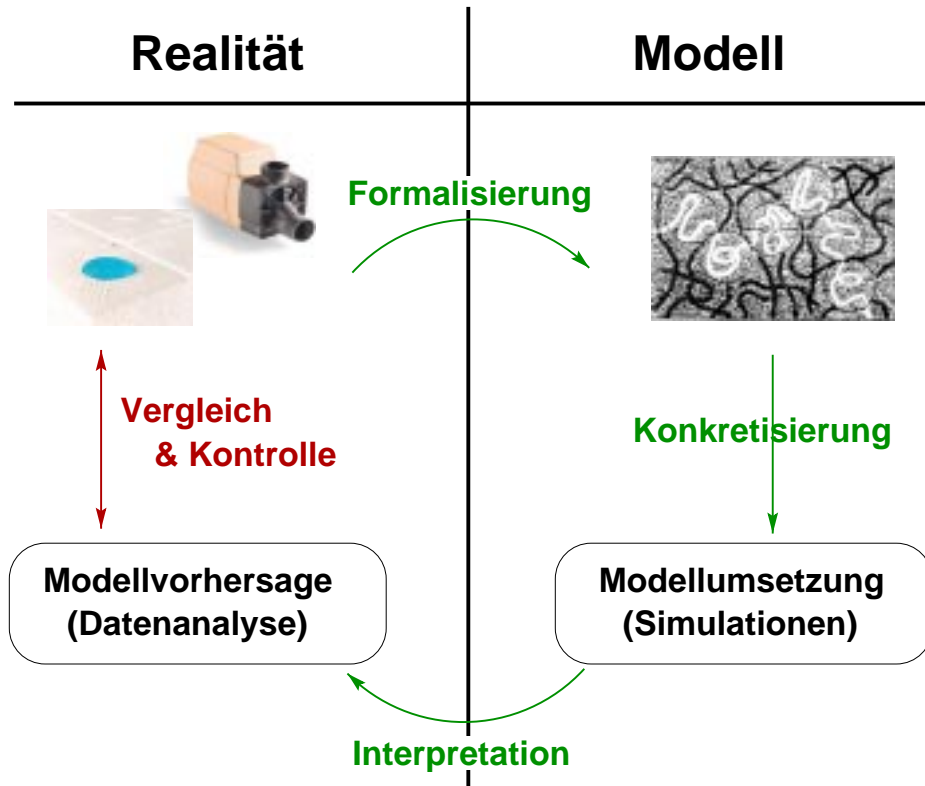 Realität
Modell
Formalisierung
Vergleich
& Kontrolle
Konkretisierung
Modellvorhersage
(Datenanalyse)
Modellumsetzung
(Simulationen)
Interpretation